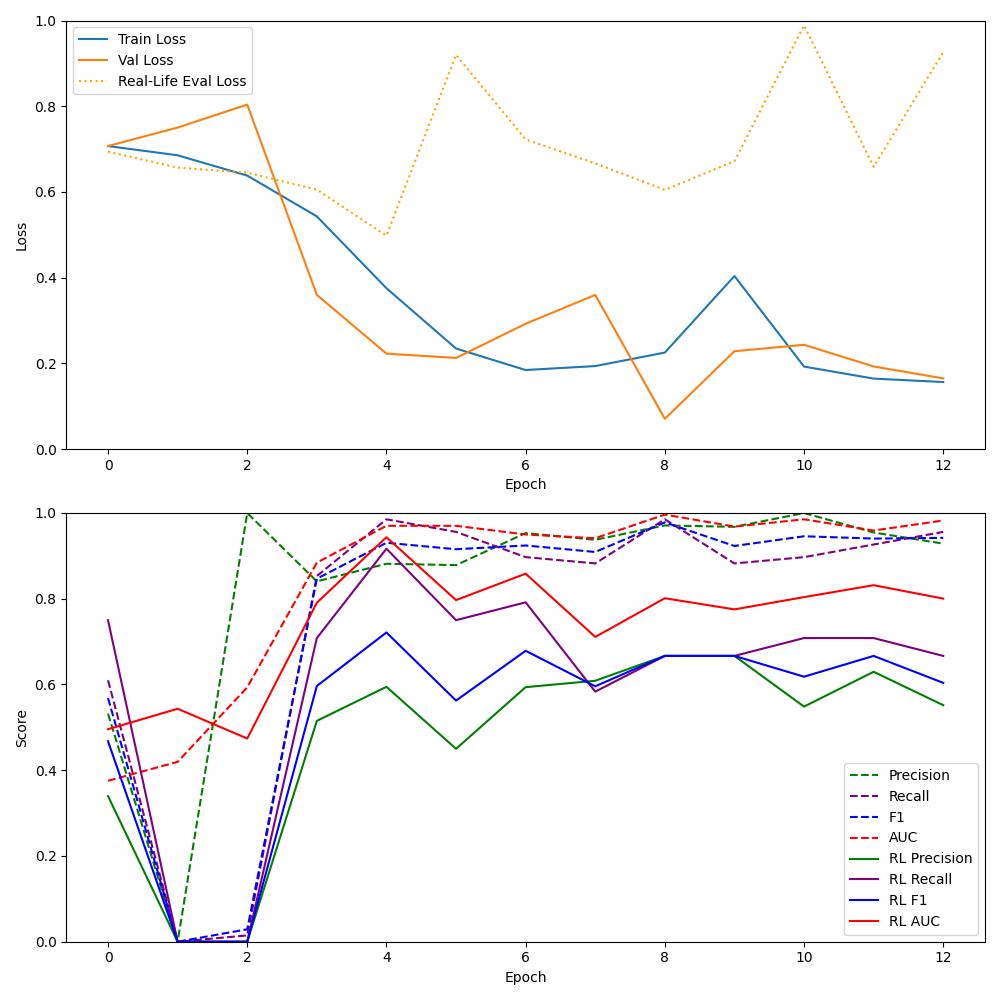 1.0
0.8
0.6
0.4
0.2
0.0
Loss
Train Loss
Val Loss
Real-Life Eval Loss
0 2 4 6 8 10 12
Epoch
1.0
0.8
0.6
0.4
0.2
0.0
Score
Precision
Recall
F1
AUC
RL Precision
RL Recall
RL F1
RL AUC
0 2 4 6 8 10 12
Epoch